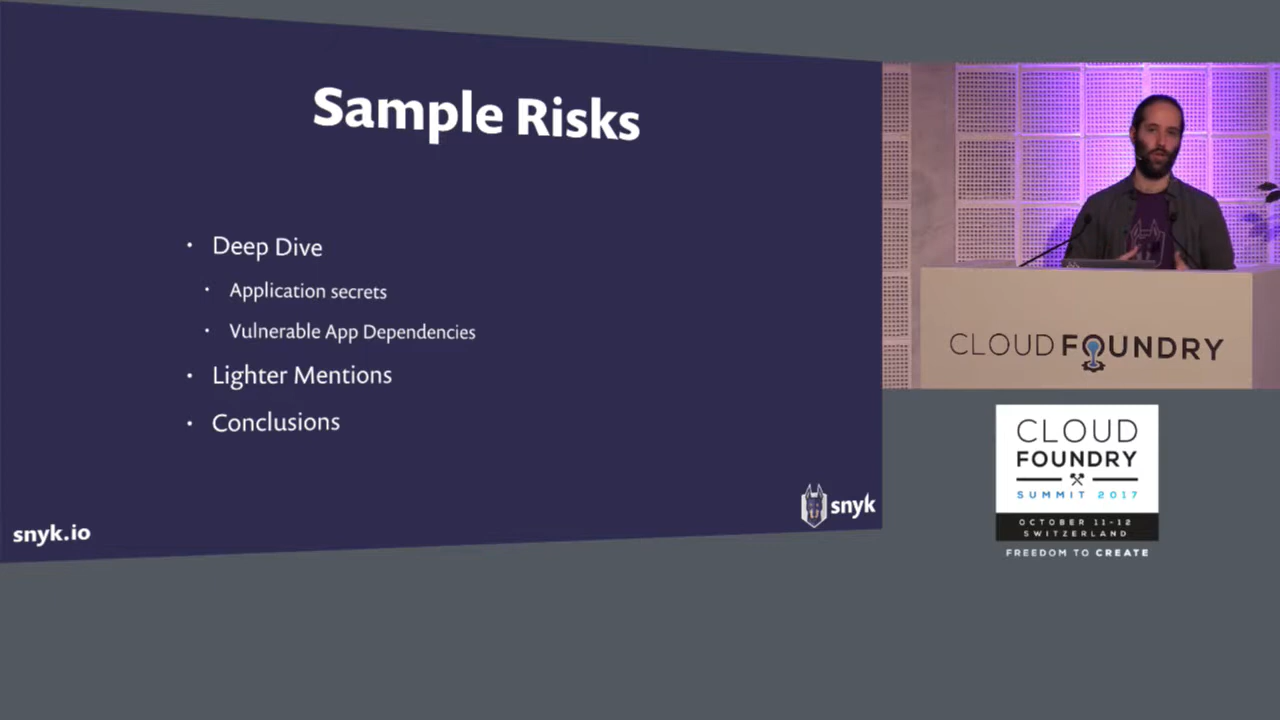 Sample Risks
• Deep Dive
• Application secrets
• Vulnerable App Dependencies
• Lighter Mentions
• Conclusions
snyk.io
snyk
CLOUD FOUNDRY
CLOUD
FOUNDRY
SUMMIT 2017
OCTOBER 11-12
SWITZERLAND
FREEDOM TO CREATE